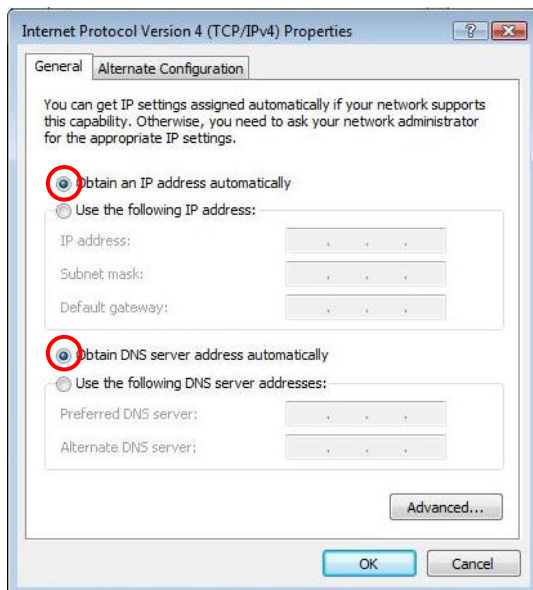 Internet Protocol Version 4 (TCP/IPv4) Properties
General
Alternate Configuration
You can get IP settings assigned automatically if your network supports
this capability. Otherwise, you need to ask your network administrator
for the appropriate IP settings.
Obtain an IP address automatically
Use the following IP address:
IP address:
Subnet mask:
Default gateway:
Obtain DNS server address automatically
Use the following DNS server addresses:
Preferred DNS server:
Alternate DNS server:
Advanced...
OK
Cancel